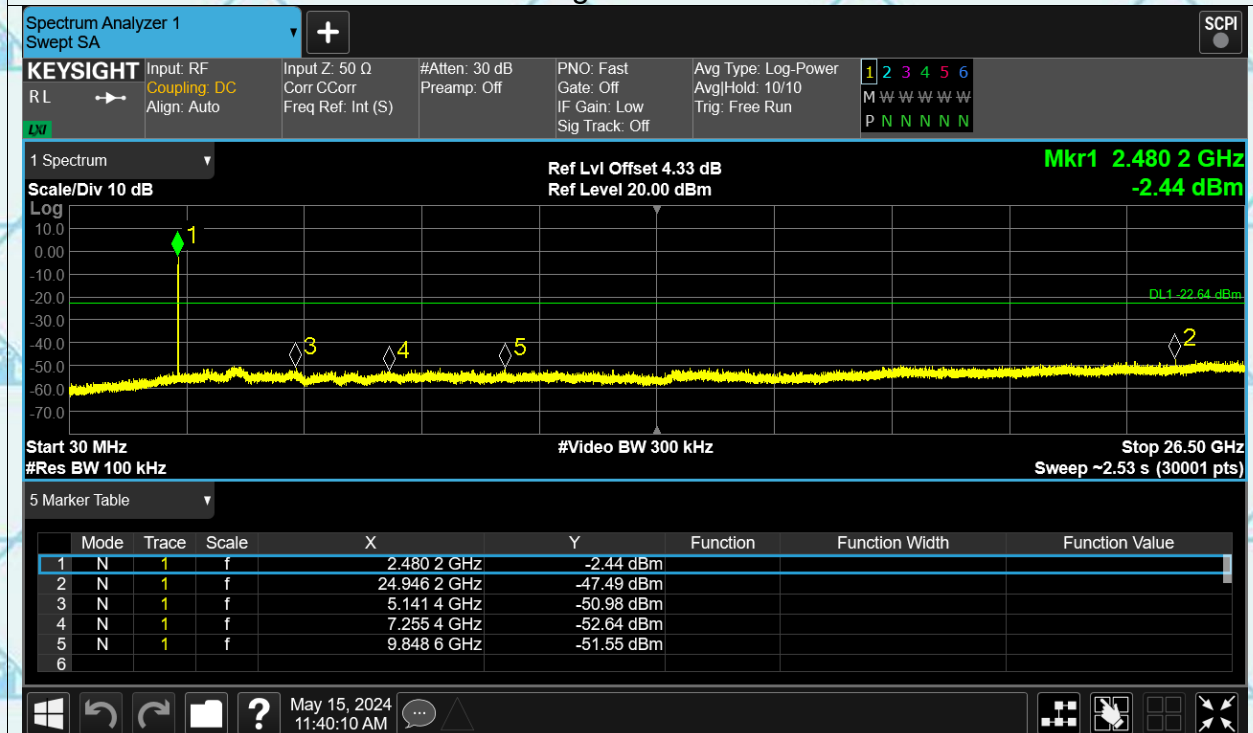 Spectrum Analyzer 1
Swept SA
+
SCPI
KEYSIGHT
RL
LXI
Input: RF
Coupling: DC
Align: Auto
Input Z: 50 Ω
Corr CCorr
Freq Ref: Int (S)
#Atten: 30 dB
Preamp: Off
PNO: Fast
Gate: Off
IF Gain: Low
Sig Track: Off
Avg Type: Log-Power
Avg|Hold: 10/10
Trig: Free Run
1 2 3 4 5 6
M W W W W W
P N N N N N
1 Spectrum
Scale/Div 10 dB
Ref Lvl Offset 4.33 dB
Ref Level 20.00 dBm
Mkr1 2.480 2 GHz
-2.44 dBm
Log
10.0
0.00
-10.0
-20.0
-30.0
-40.0
-50.0
-60.0
-70.0
1
3
4
5
2
DL1 -22.64 dBm
Start 30 MHz
#Video BW 300 kHz
Stop 26.50 GHz
#Res BW 100 kHz
Sweep ~2.53 s (30001 pts)
5 Marker Table
Mode Trace Scale X Y Function Function Width Function Value
1 N 1 f 2.480 2 GHz -2.44 dBm
2 N 1 f 24.946 2 GHz -47.49 dBm
3 N 1 f 5.141 4 GHz -50.98 dBm
4 N 1 f 7.255 4 GHz -52.64 dBm
5 N 1 f 9.848 6 GHz -51.55 dBm
6
?
May 15, 2024
11:40:10 AM